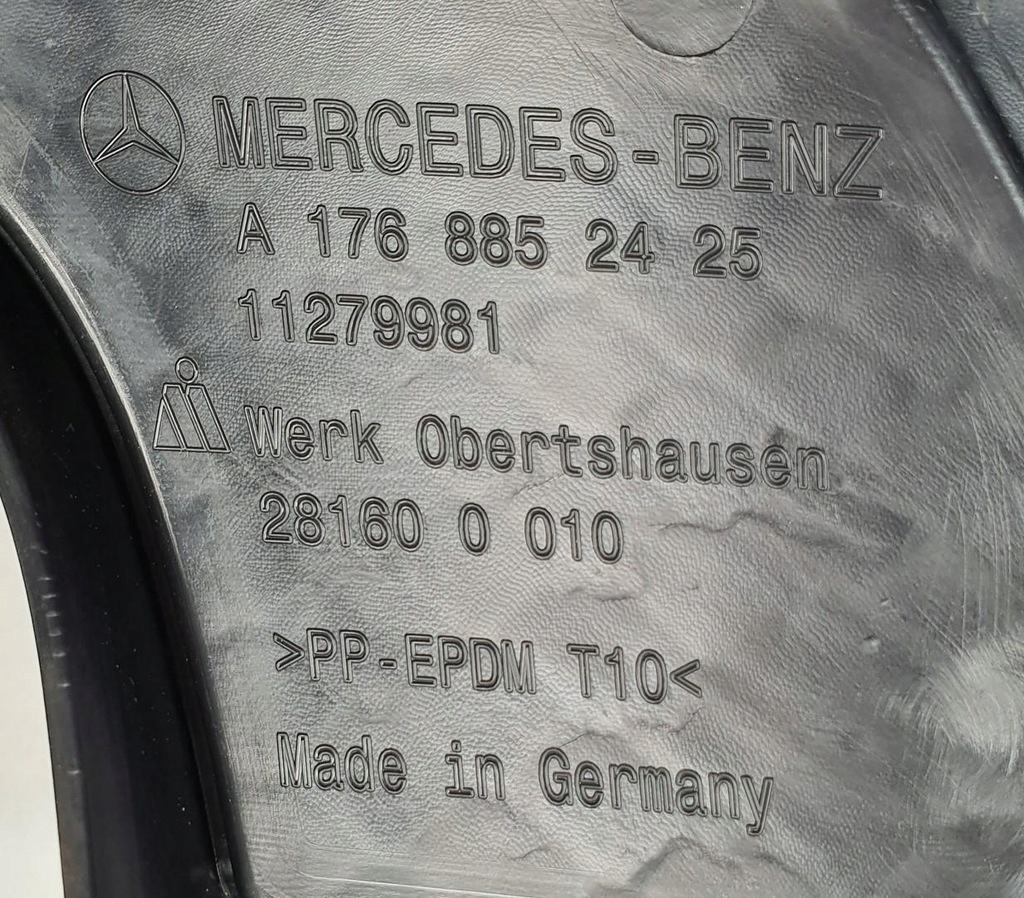 MERCEDES-BENZ
A 176 885 24 25
11279981
Werk Obertshausen
28160 0 010
>PP-EPDM T10<
Made in Germany